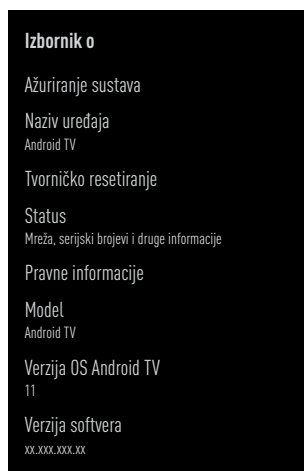 Izbornik o
Ažuriranje sustava
Naziv uređaja
Android TV
Tvorničko resetiranje
Status
Mreža, serijski brojevi i druge informacije
Pravne informacije
Model
Android TV
Verzija OS Android TV
11
Verzija softvera
xx.xxx.xxx.xx